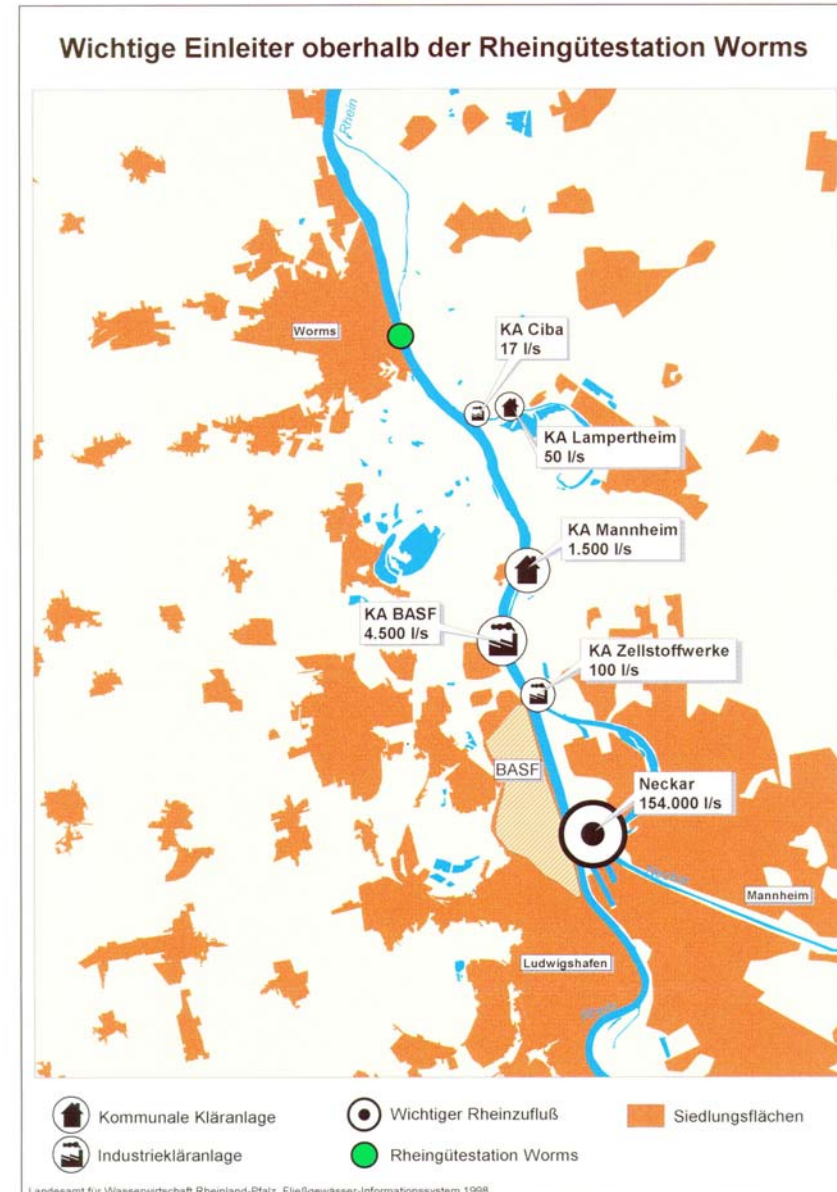 Wichtige Einleiter oberhalb der Rheingütestation Worms
Rhein
Worms
KA Ciba
17 l/s
KA Lampertheim
50 l/s
KA Mannheim
1.500 l/s
KA BASF
4.500 l/s
KA Zellstoffwerke
100 l/s
BASF
Neckar
154.000 l/s
Neckar
Mannheim
Ludwigshafen
Rhein
Kommunale Kläranlage
Wichtiger Rheinzufluß
Siedlungsflächen
Industriekläranlage
Rheingütestation Worms
Landesamt für Wasserwirtschaft Rheinland-Pfalz, Fließgewässer-Informationssystem 1998